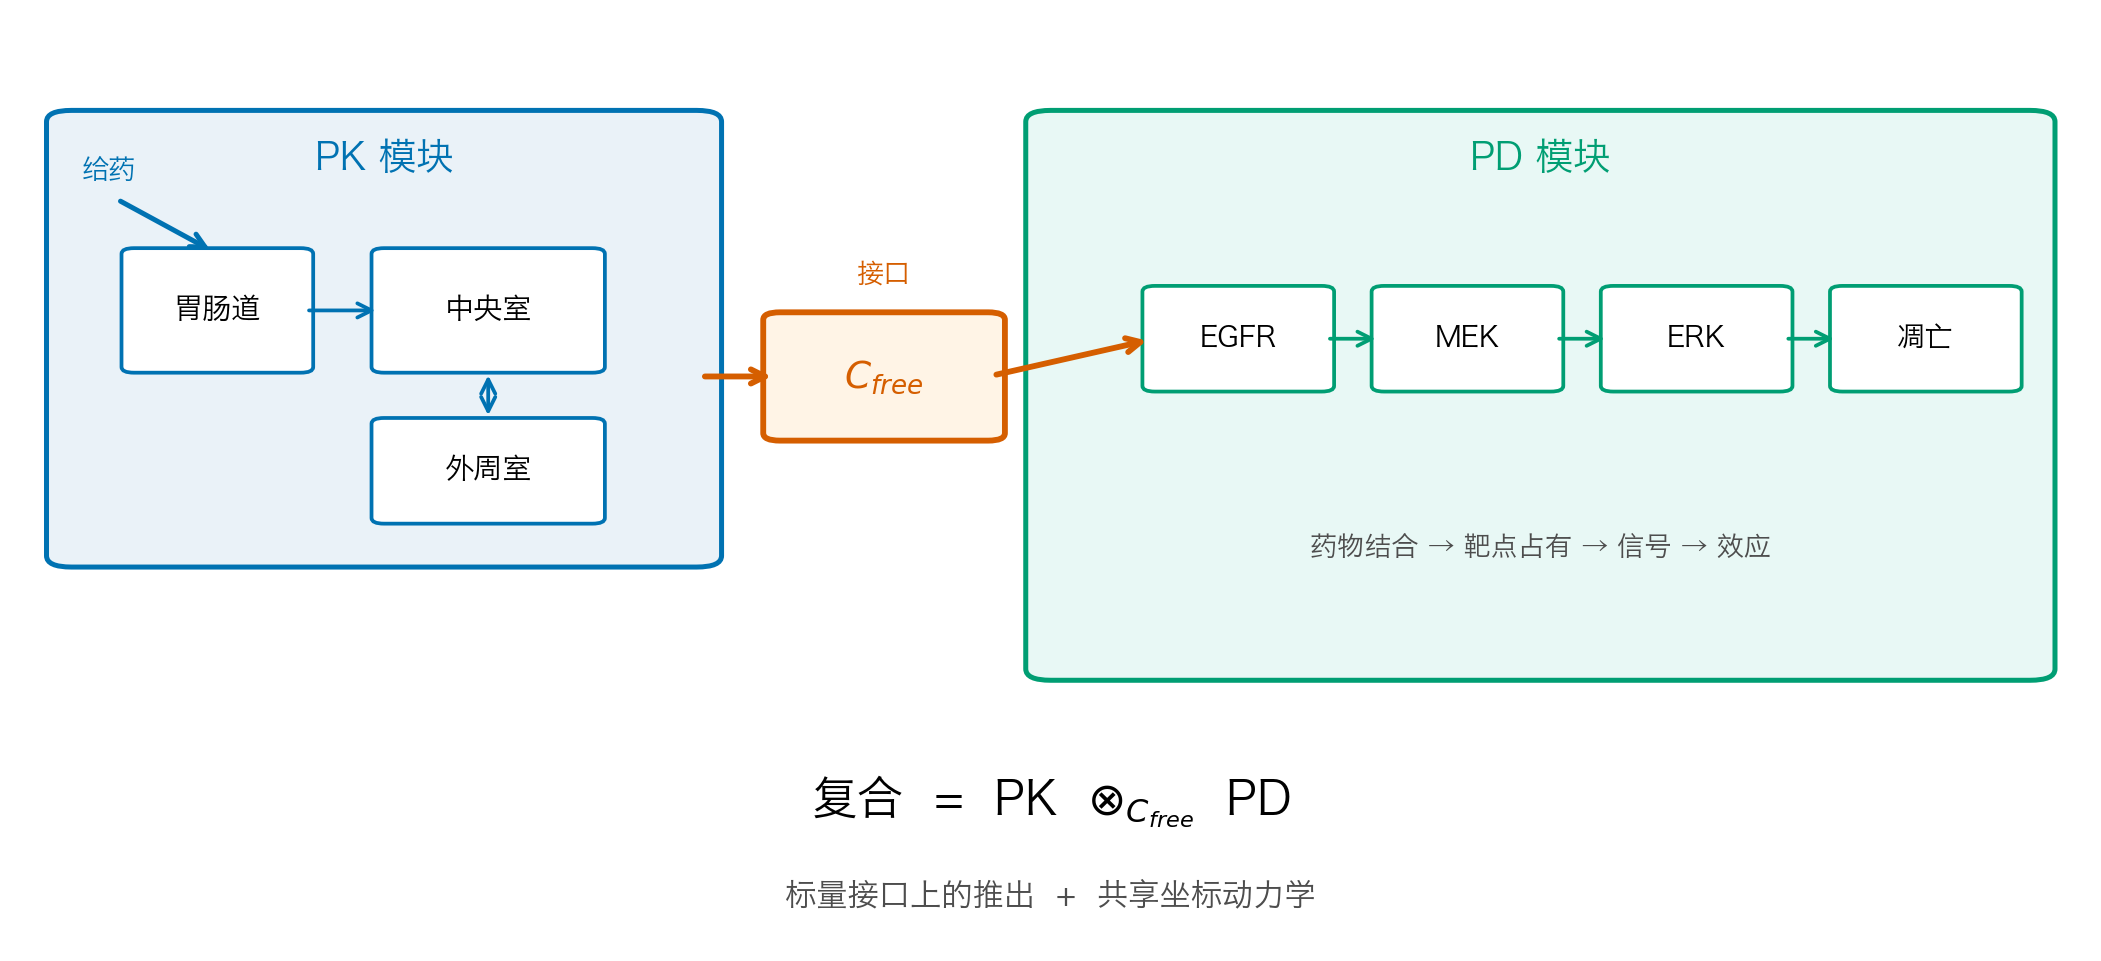 PK 模块
给药
胃肠道
中央室
外周室
接口
C_free
PD 模块
EGFR
MEK
ERK
凋亡
药物结合 → 靶点占有 → 信号 → 效应
复合 = PK ⊗_{C_free} PD
标量接口上的推出 + 共享坐标动力学